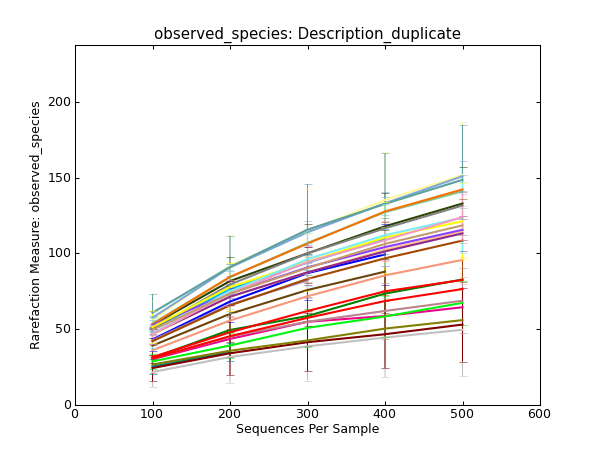 observed_species: Description_duplicate
Rarefaction Measure: observed_species
200
150
100
50
0
0 100 200 300 400 500 600
Sequences Per Sample